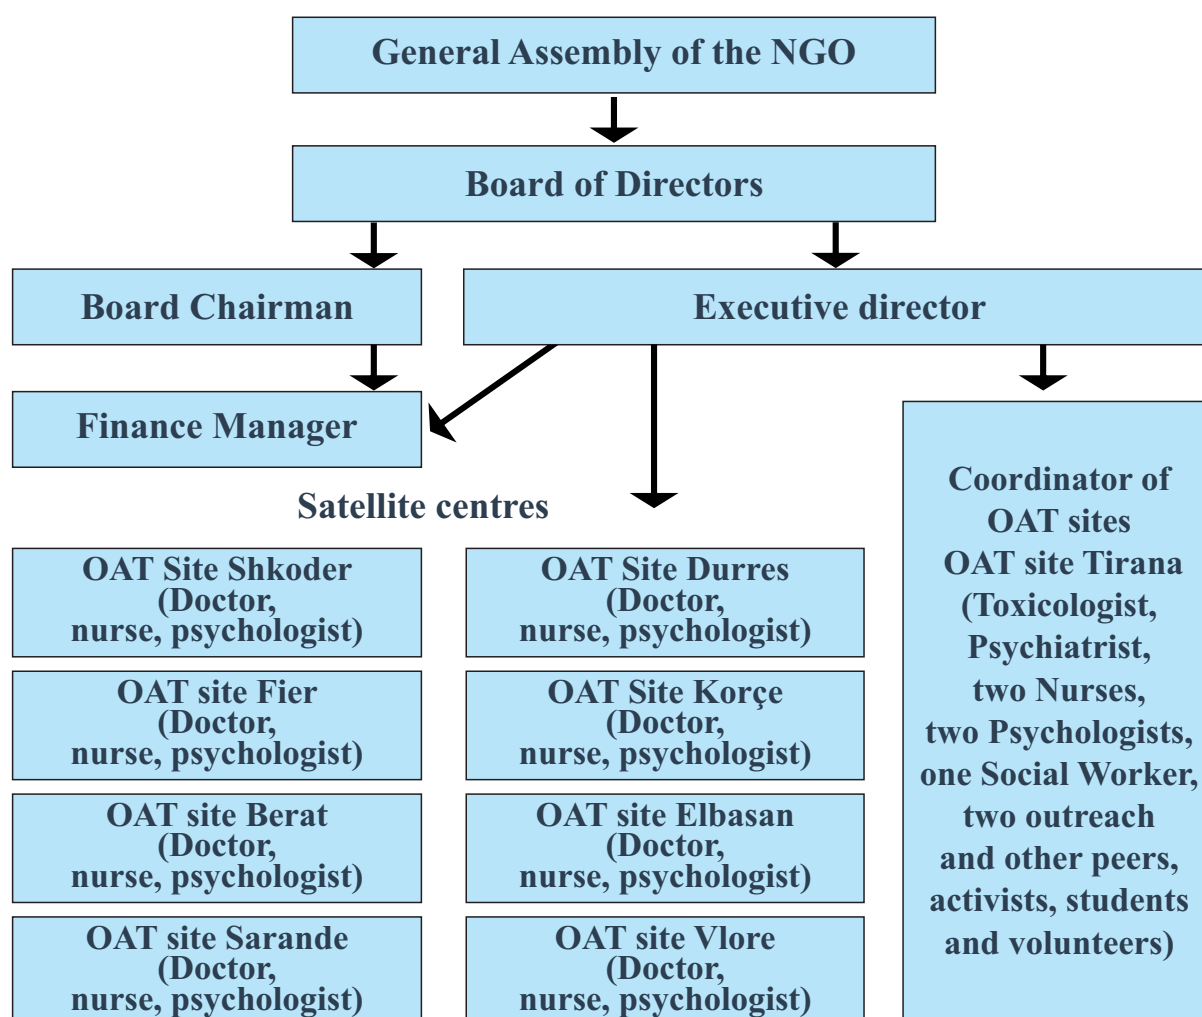 General Assembly of the NGO
Board of Directors
Board Chairman
Executive director
Finance Manager
Satellite centres
OAT Site Shkoder
(Doctor,
nurse, psychologist)
OAT Site Durres
(Doctor,
nurse, psychologist)
OAT site Fier
(Doctor,
nurse, psychologist)
OAT Site Korçe
(Doctor,
nurse, psychologist)
OAT site Berat
(Doctor,
nurse, psychologist)
OAT site Elbasan
(Doctor,
nurse, psychologist)
OAT site Sarande
(Doctor,
nurse, psychologist)
OAT site Vlore
(Doctor,
nurse, psychologist)
Coordinator of
OAT sites
OAT site Tirana
(Toxicologist,
Psychiatrist,
two Nurses,
two Psychologists,
one Social Worker,
two outreach
and other peers,
activists, students
and volunteers)